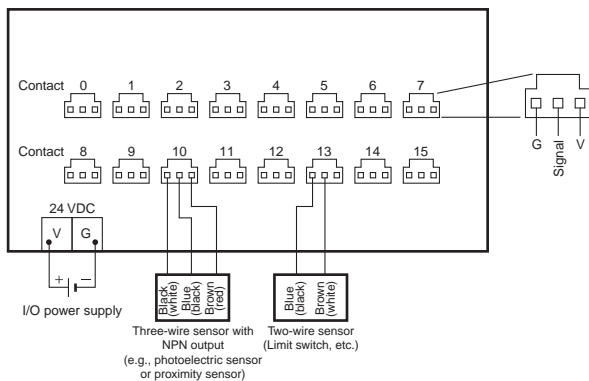 Contact 0 1 2 3 4 5 6 7
G Signal V
Contact 8 9 10 11 12 13 14 15
24 VDC
V G
+ −
I/O power supply
Black (white)
Blue (black)
Brown (red)
Blue (black)
Brown (white)
Three-wire sensor with
NPN output
(e.g., photoelectric sensor
or proximity sensor)
Two-wire sensor
(Limit switch, etc.)